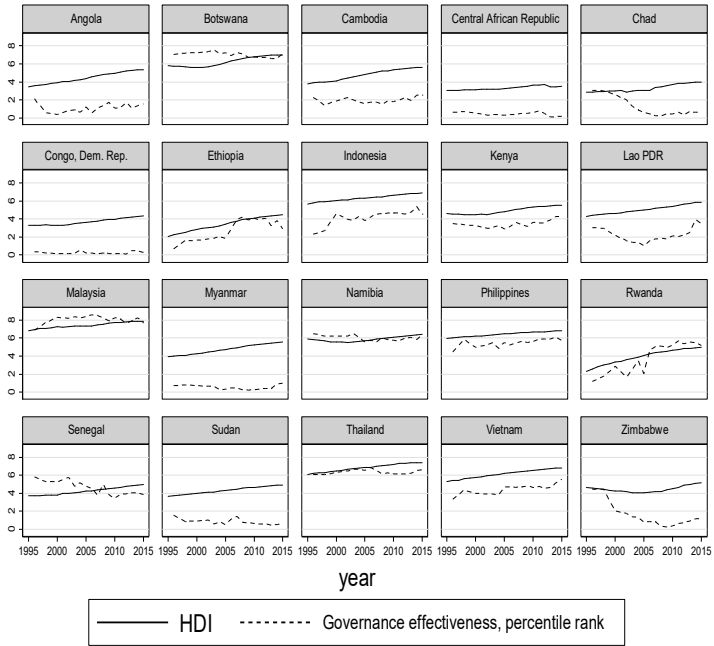 Angola Botswana Cambodia Central African Republic Chad
8
6
4
2
0
Congo, Dem. Rep. Ethiopia Indonesia Kenya Lao PDR
8
6
4
2
0
Malaysia Myanmar Namibia Philippines Rwanda
8
6
4
2
0
Senegal Sudan Thailand Vietnam Zimbabwe
8
6
4
2
0
1995 2000 2005 2010 2015 1995 2000 2005 2010 2015 1995 2000 2005 2010 2015 1995 2000 2005 2010 2015 1995 2000 2005 2010 2015
year
HDI Governance effectiveness, percentile rank